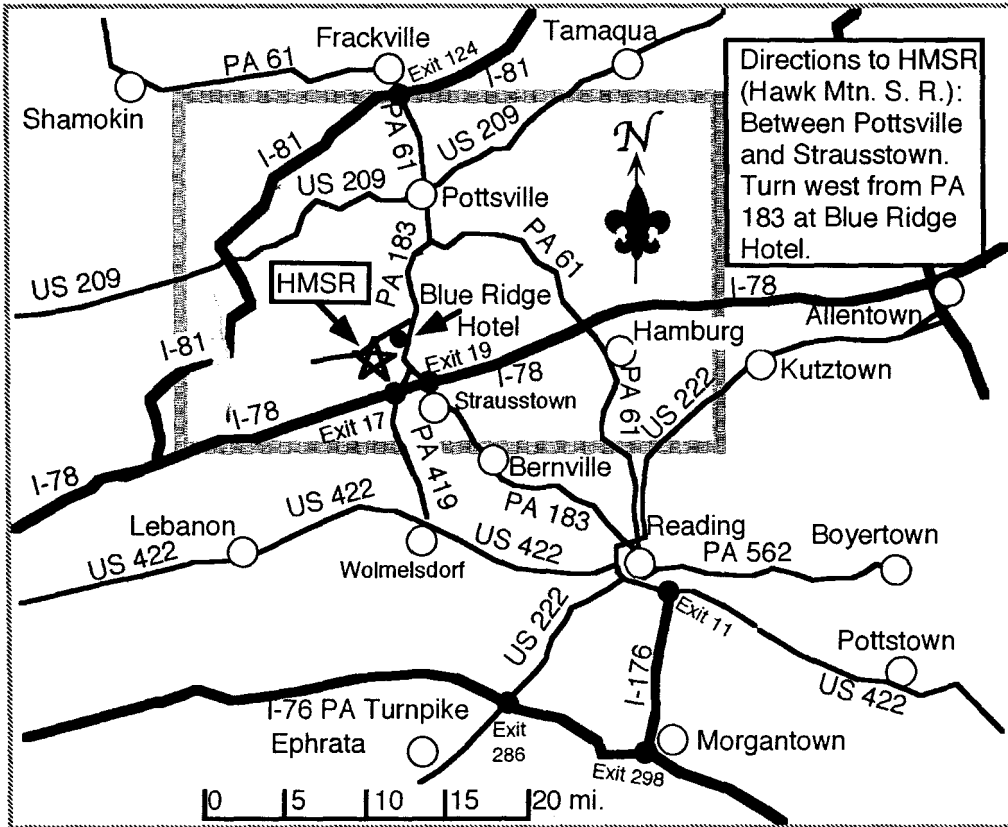 Frackville
Tamaqua
PA 61
Exit 124
I-81
Shamokin
Directions to HMSR
(Hawk Mtn. S. R.):
Between Pottsville
and Strausstown.
Turn west from PA
183 at Blue Ridge
Hotel.
I-81
PA 61
US 209
N
US 209
Pottsville
PA 183
PA 61
US 209
HMSR
Blue Ridge
Hotel
I-78
Allentown
I-81
Exit 19
Hamburg
I-78
Kutztown
Strausstown
I-78
Exit 17
PA 61
US 222
I-78
PA 419
Bernville
US 422
PA 183
Lebanon
Reading
US 422
Wolmelsdorf
US 422
PA 562
Boyertown
US 222
Exit 11
Pottstown
I-176
US 422
I-76 PA Turnpike
Ephrata
Exit
286
Morgantown
Exit 298
0 5 10 15 20 mi.